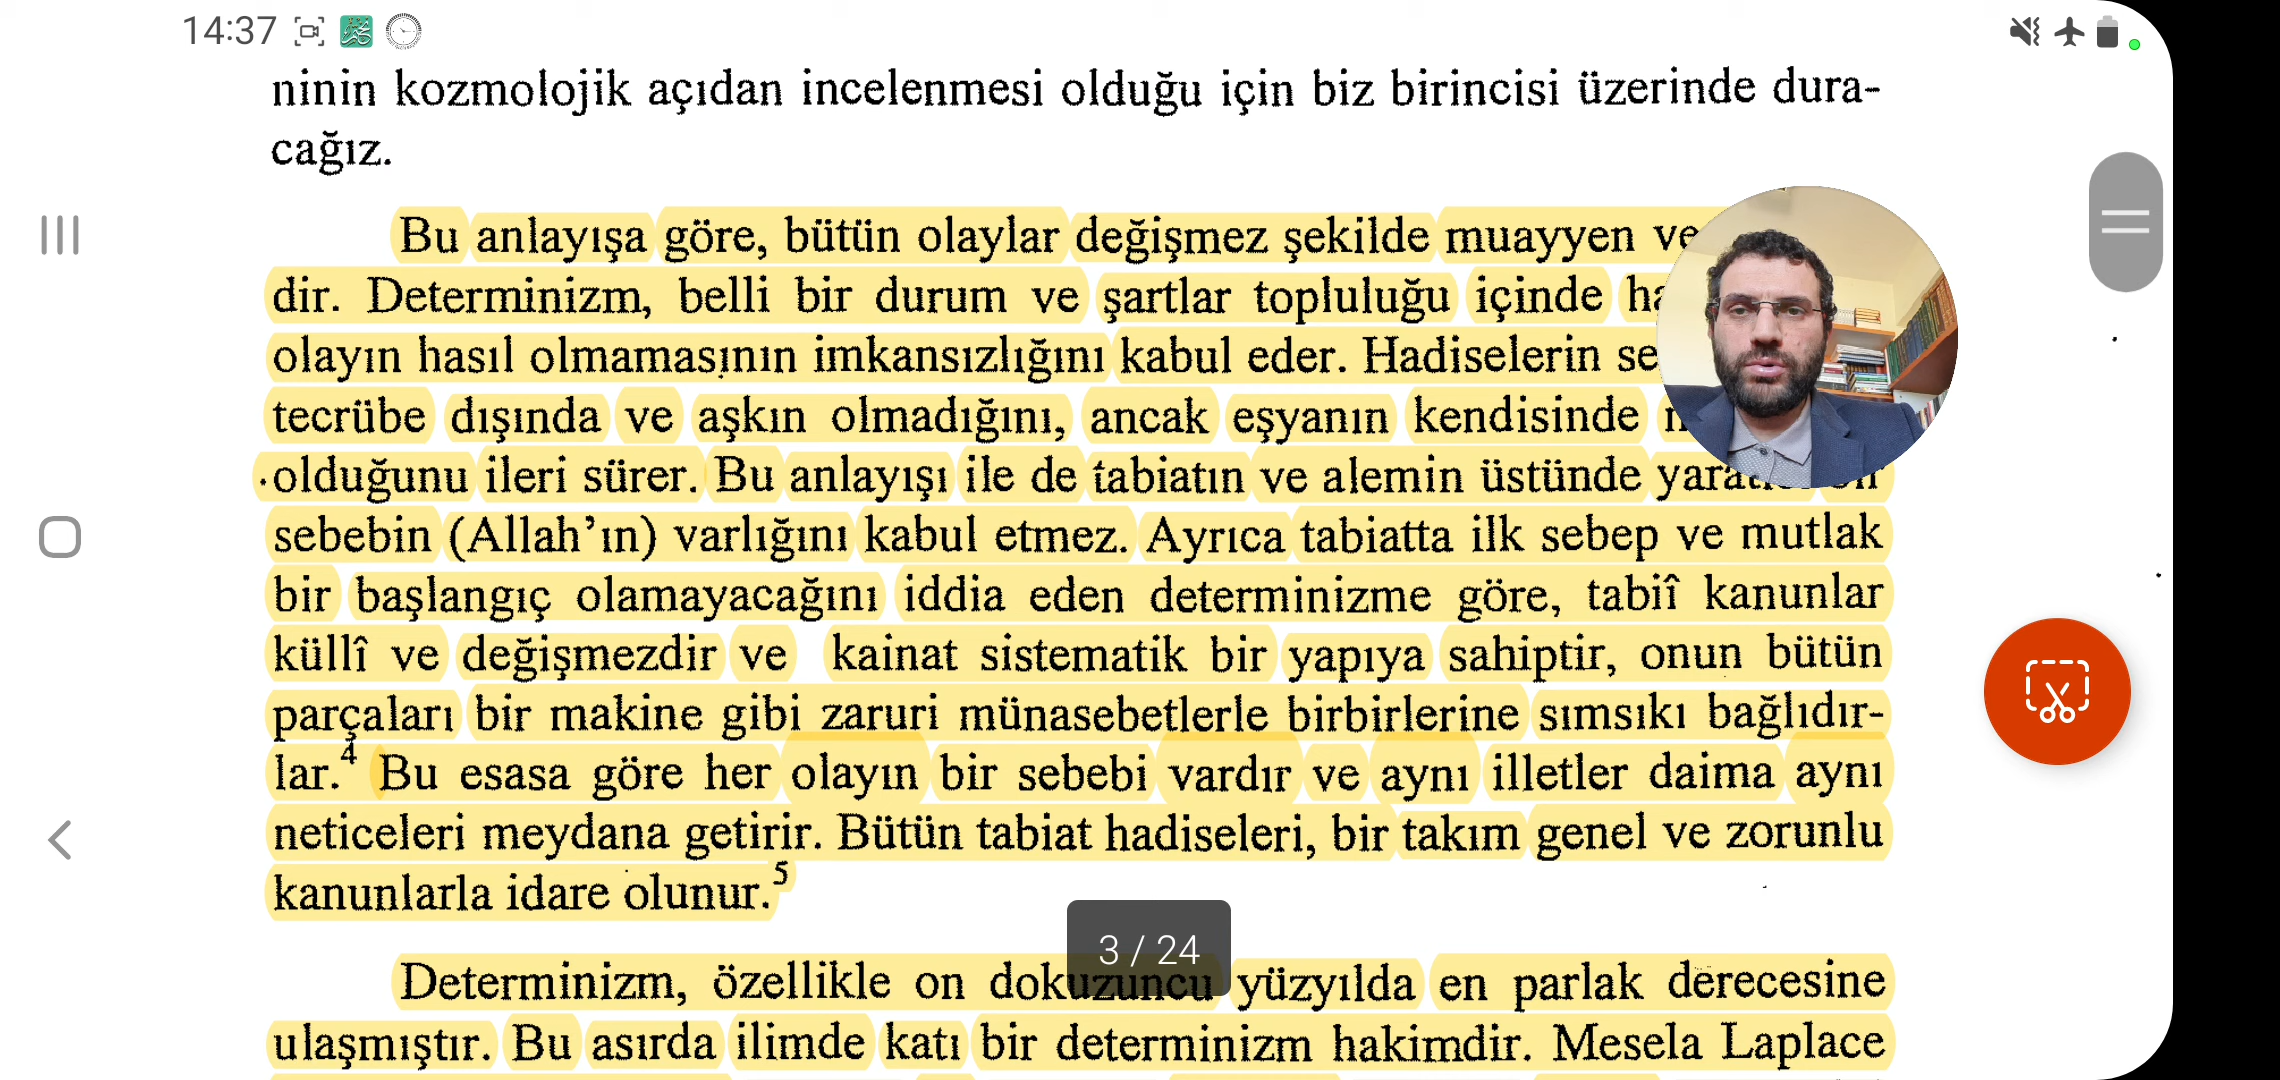 14:37
ninin kozmolojik açıdan incelenmesi olduğu için biz birincisi üzerinde dura-
cağız.
Bu anlayışa göre, bütün olaylar değişmez şekilde muayyen ve
dir. Determinizm, belli bir durum ve şartlar topluluğu içinde
olayın hasıl olmamasının imkansızlığını kabul eder. Hadiselerin
tecrübe dışında ve aşkın olmadığını, ancak eşyanın kendisinde
olduğunu ileri sürer. Bu anlayışı ile de tabiatın ve alemin üstünde
sebebin (Allah’ın) varlığını kabul etmez. Ayrıca tabiatta ilk sebep ve mutlak
bir başlangıç olamayacağını iddia eden determinizme göre, tabiî kanunlar
küllî ve değişmezdir ve kainat sistematik bir yapıya sahiptir, onun bütün
parçaları bir makine gibi zaruri münasebetlerle birbirlerine sımsıkı bağlıdır-
lar.4 Bu esasa göre her olayın bir sebebi vardır ve aynı illetler daima aynı
neticeleri meydana getirir. Bütün tabiat hadiseleri, bir takım genel ve zorunlu
kanunlarla idare olunur.5
3 / 24
Determinizm, özellikle on dokuzuncu yüzyılda en parlak derecesine
ulaşmıştır. Bu asırda ilimde katı bir determinizm hakimdir. Mesela Laplace